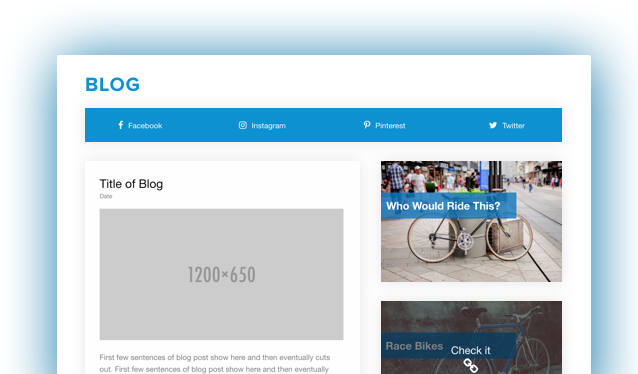 BLOG
Facebook
Instagram
Pinterest
Twitter
Title of Blog
Date
1200×650
First few sentences of blog post show here and then eventually cuts
out. First few sentences of blog post show here and then eventually
Who Would Ride This?
Race Bikes
Check it